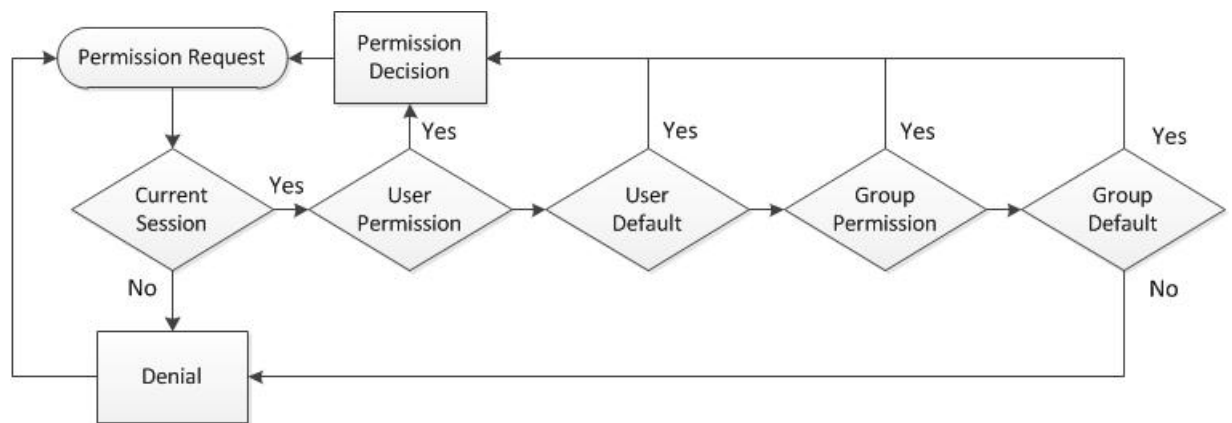 Permission Request
Permission
Decision
Yes
Yes
Yes
Yes
Current
Session
Yes
User
Permission
User
Default
Group
Permission
Group
Default
No
No
Denial